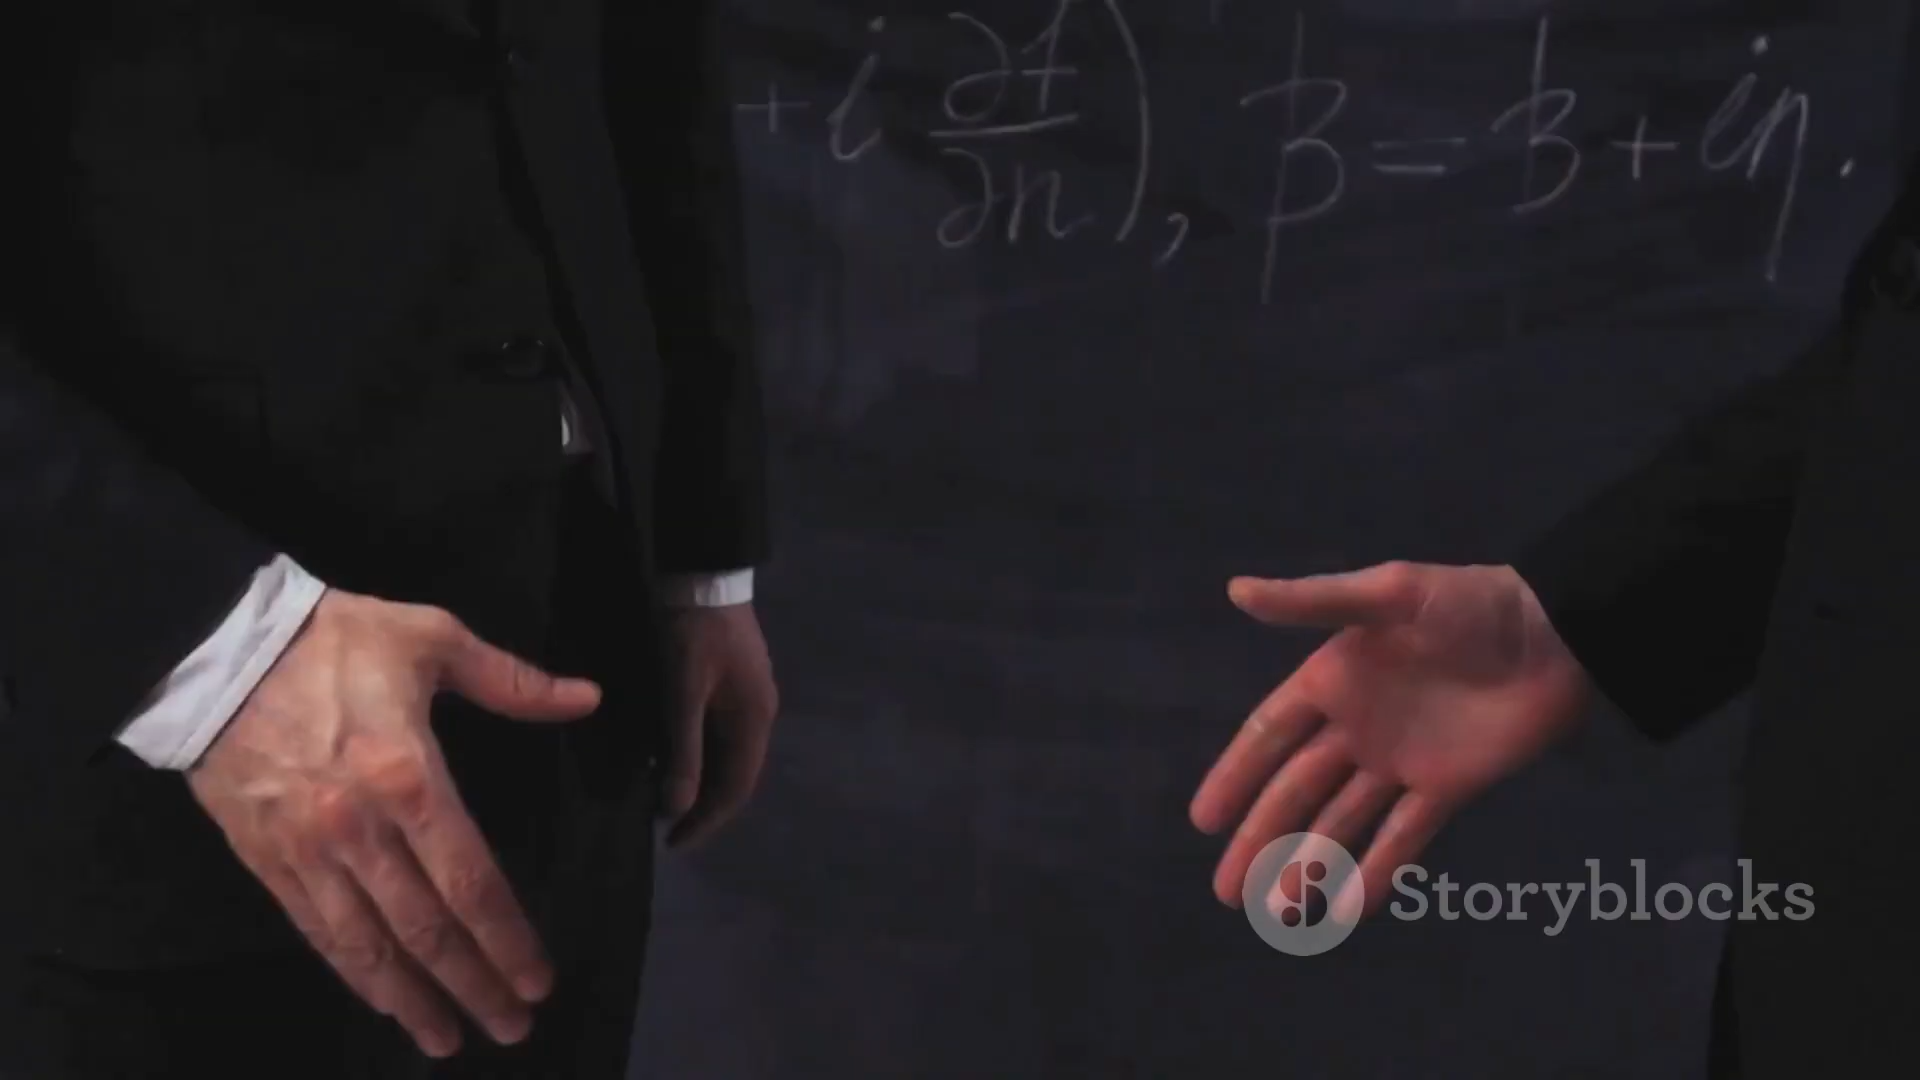 + i ∂f/∂n), β = β + iη.
Storyblocks